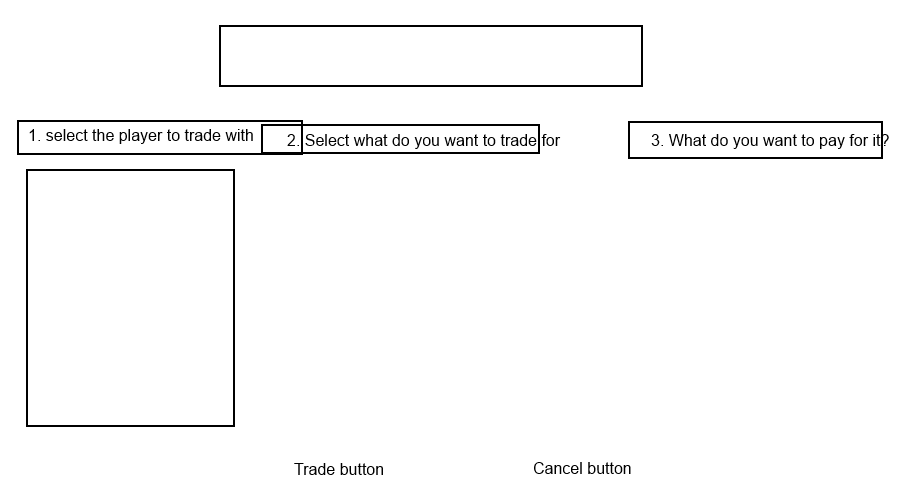 1. select the player to trade with
2. Select what do you want to trade for
3. What do you want to pay for it?
Trade button
Cancel button